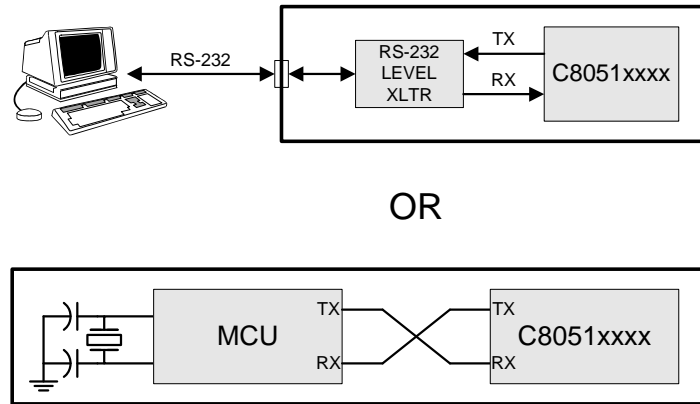 RS-232
RS-232
LEVEL
XLTR
TX
RX
C8051xxxx
OR
MCU
TX
RX
TX
RX
C8051xxxx